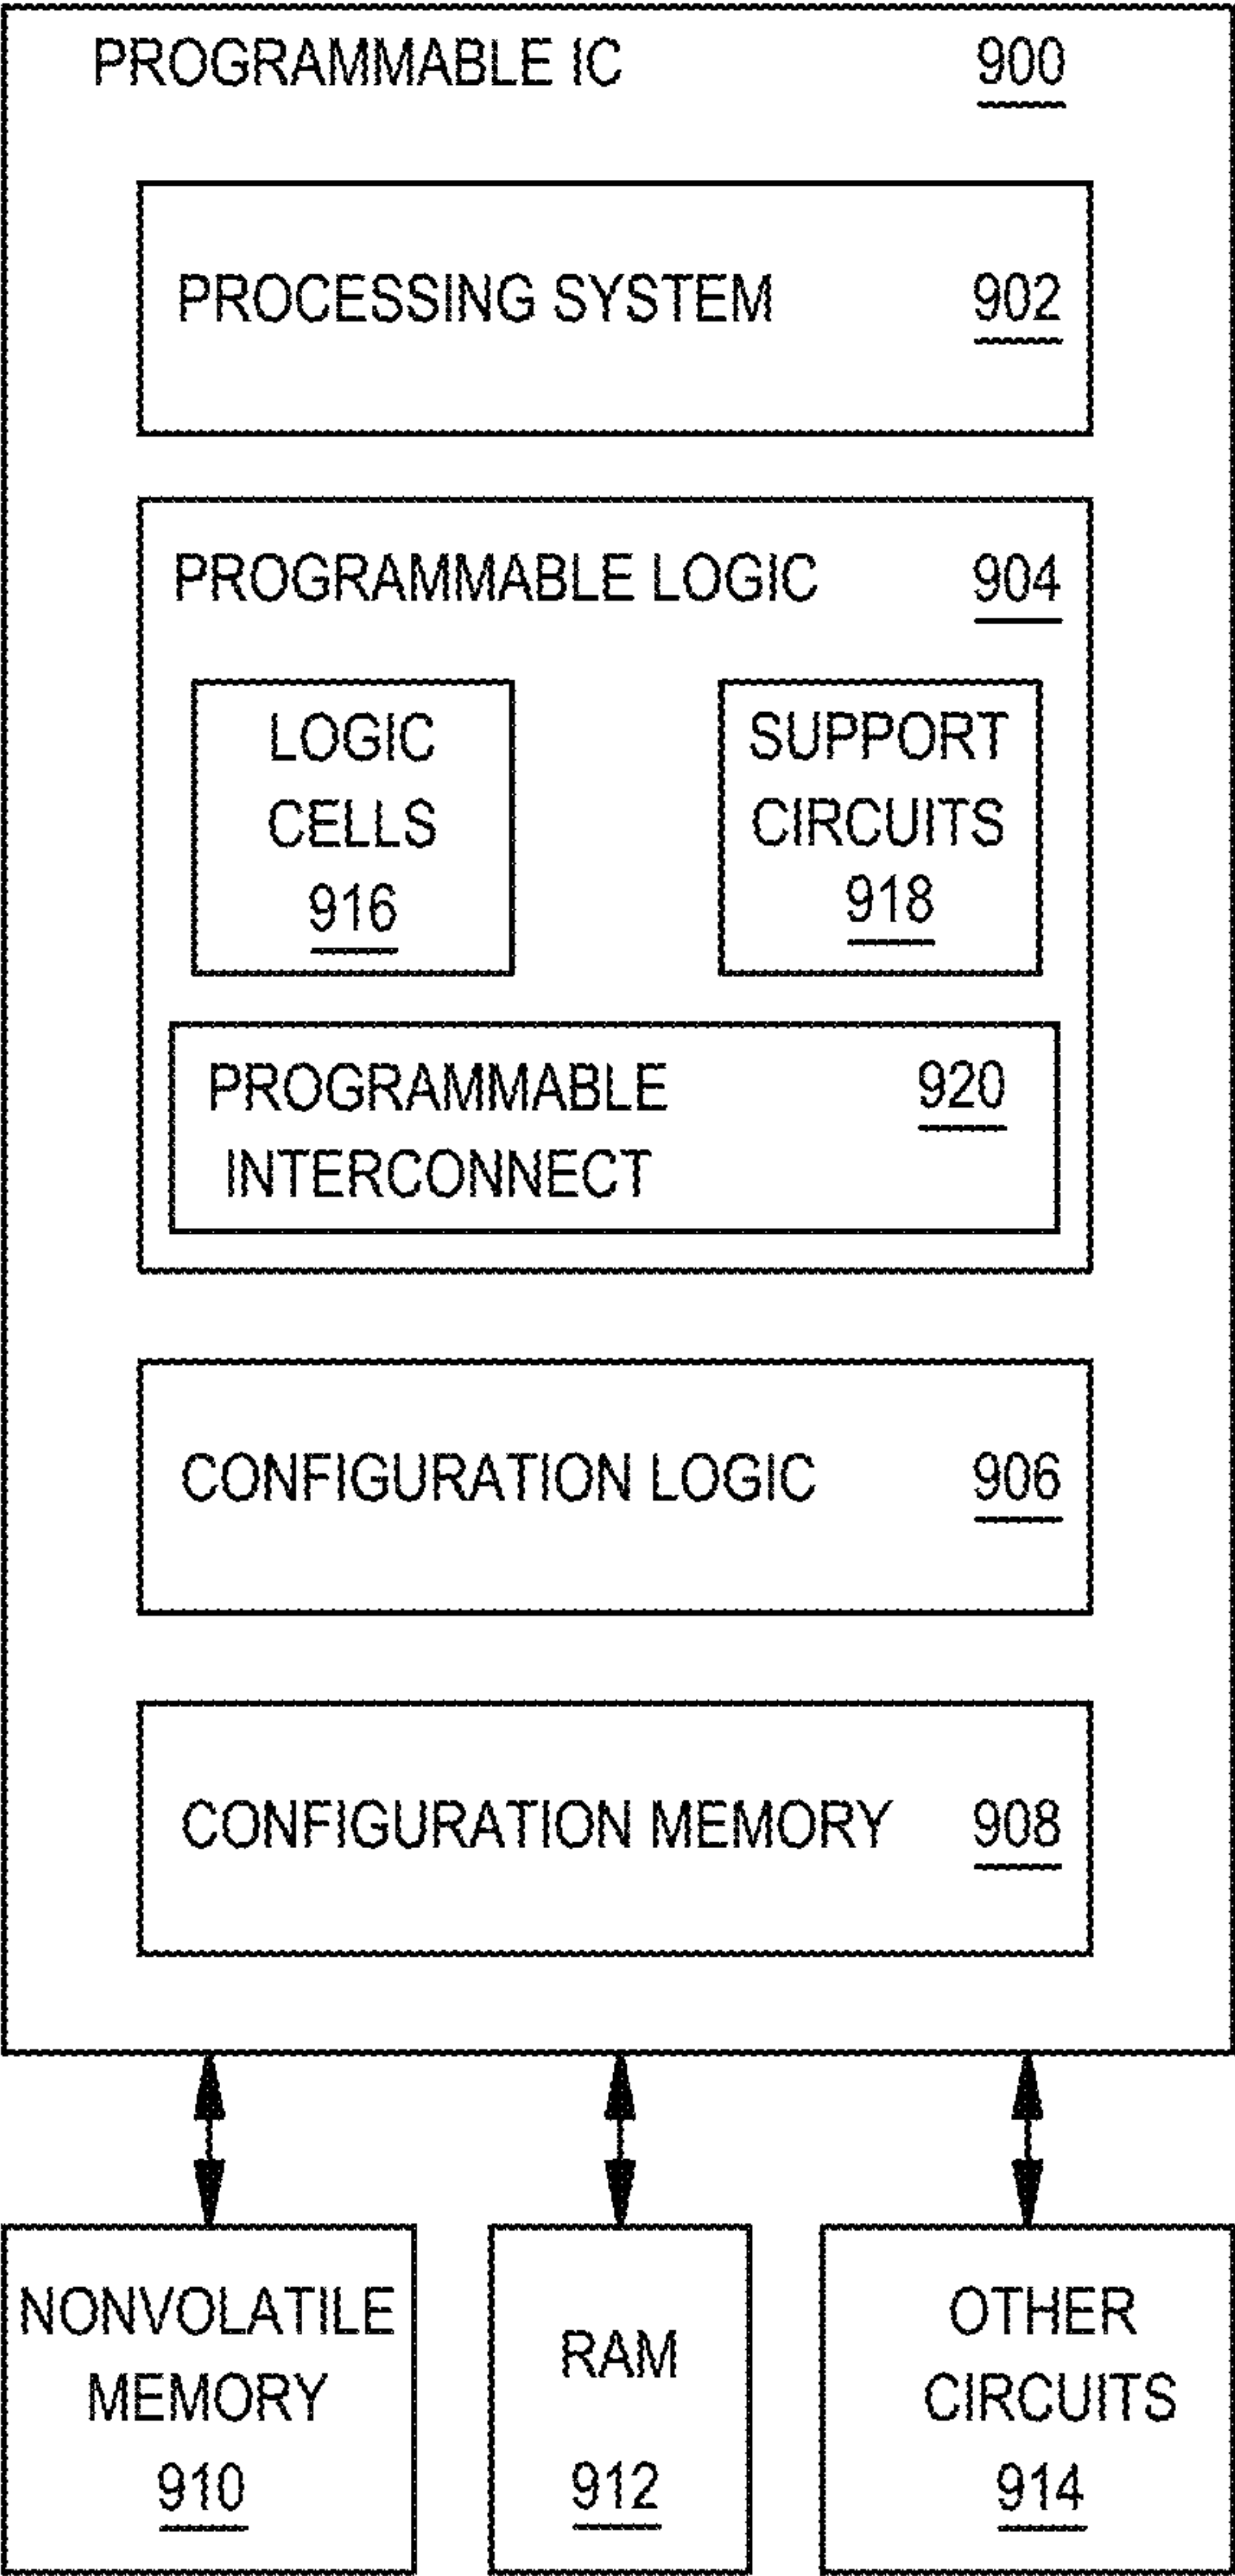 PROGRAMMABLE IC 900
PROCESSING SYSTEM 902
PROGRAMMABLE LOGIC 904
LOGIC
CELLS
916
SUPPORT
CIRCUITS
918
PROGRAMMABLE 920
INTERCONNECT
CONFIGURATION LOGIC 906
CONFIGURATION MEMORY 908
NONVOLATILE
MEMORY
910
RAM
912
OTHER
CIRCUITS
914